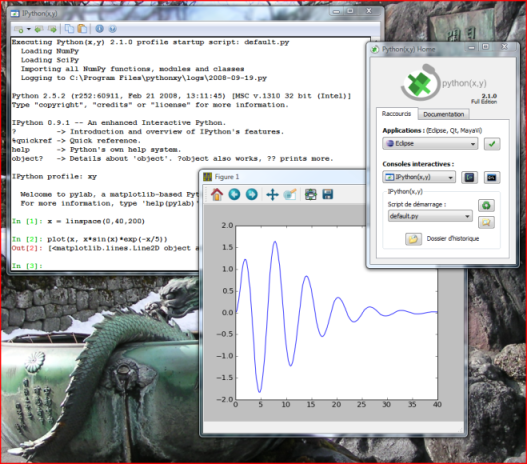 IPython(x,y)
Executing Python(x,y) 2.1.0 profile startup script: default.py
Loading NumPy
Loading SciPy
Importing all NumPy functions, modules and classes
Logging to C:\Program Files\pythonxy\logs\2008-09-19.py
Python 2.5.2 (r252:60911, Feb 21 2008, 13:11:45) [MSC v.1310 32 bit (Intel)]
Type "copyright", "credits" or "license" for more information.
IPython 0.9.1 -- An enhanced Interactive Python.
? -> Introduction and overview of IPython's features.
%quickref -> Quick reference.
help -> Python's own help system.
object? -> Details about 'object'. ?object also works, ?? prints more.
IPython profile: xy
Welcome to pylab, a matplotlib-based Pyt
For more information, type 'help(pylab)'
In [1]: x = linspace(0,40,200)
In [2]: plot(x, x*sin(x)*exp(-x/5))
Out[2]: [<matplotlib.lines.Line2D object a
In [3]:
Python(x,y) Home
python(x,y)
2.1.0
Full Edition
Raccourcis
Documentation
Applications : (Eclipse, Qt, MayaVi)
Eclipse
Consoles interactives :
IPython(x,y)
IPython(x,y)
Script de démarrage :
default.py
Dossier d'historique
Figure 1
2.0
1.5
1.0
0.5
0.0
−0.5
−1.0
−1.5
−2.0
0 5 10 15 20 25 30 35 40